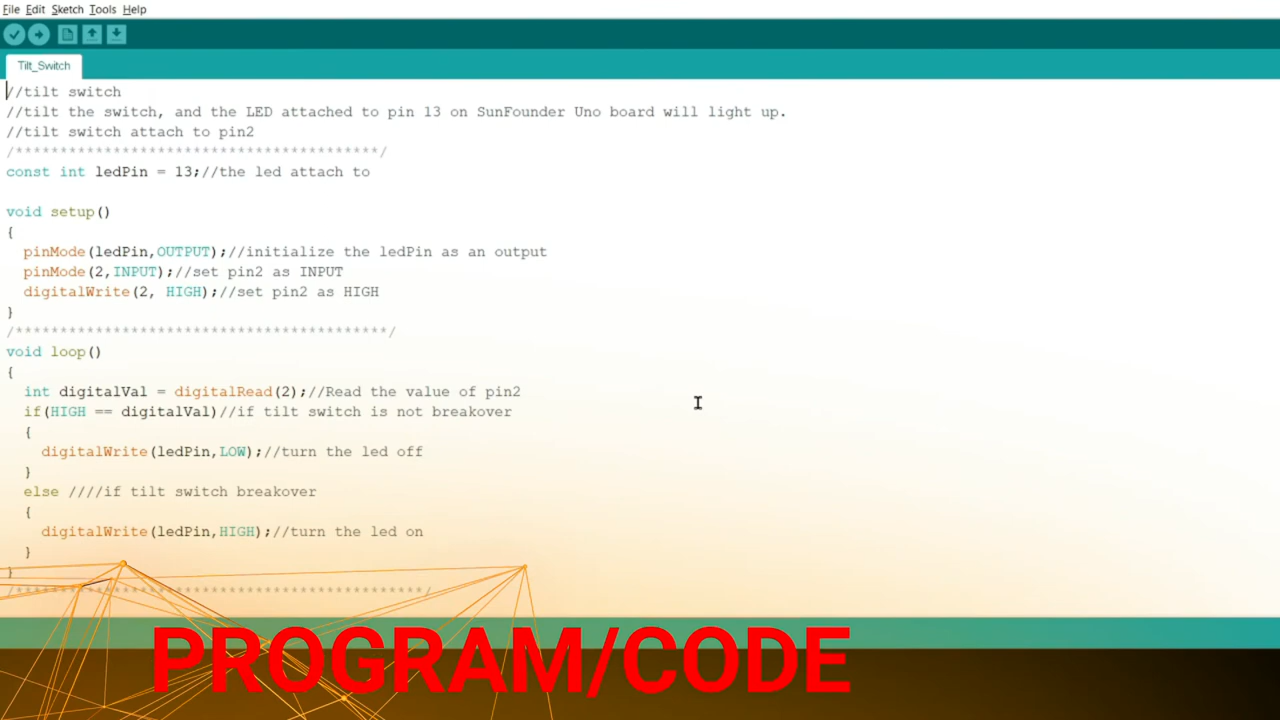 File Edit Sketch Tools Help
Tilt_Switch
//tilt switch
//tilt the switch, and the LED attached to pin 13 on SunFounder Uno board will light up.
//tilt switch attach to pin2
/*****************************************/
const int ledPin = 13;//the led attach to
void setup()
{
  pinMode(ledPin,OUTPUT);//initialize the ledPin as an output
  pinMode(2,INPUT);//set pin2 as INPUT
  digitalWrite(2, HIGH);//set pin2 as HIGH
}
/******************************************/
void loop()
{
  int digitalVal = digitalRead(2);//Read the value of pin2
  if(HIGH == digitalVal)//if tilt switch is not breakover
  {
    digitalWrite(ledPin,LOW);//turn the led off
  }
  else ////if tilt switch breakover
  {
    digitalWrite(ledPin,HIGH);//turn the led on
  }
}
/**********************************************/
PROGRAM/CODE